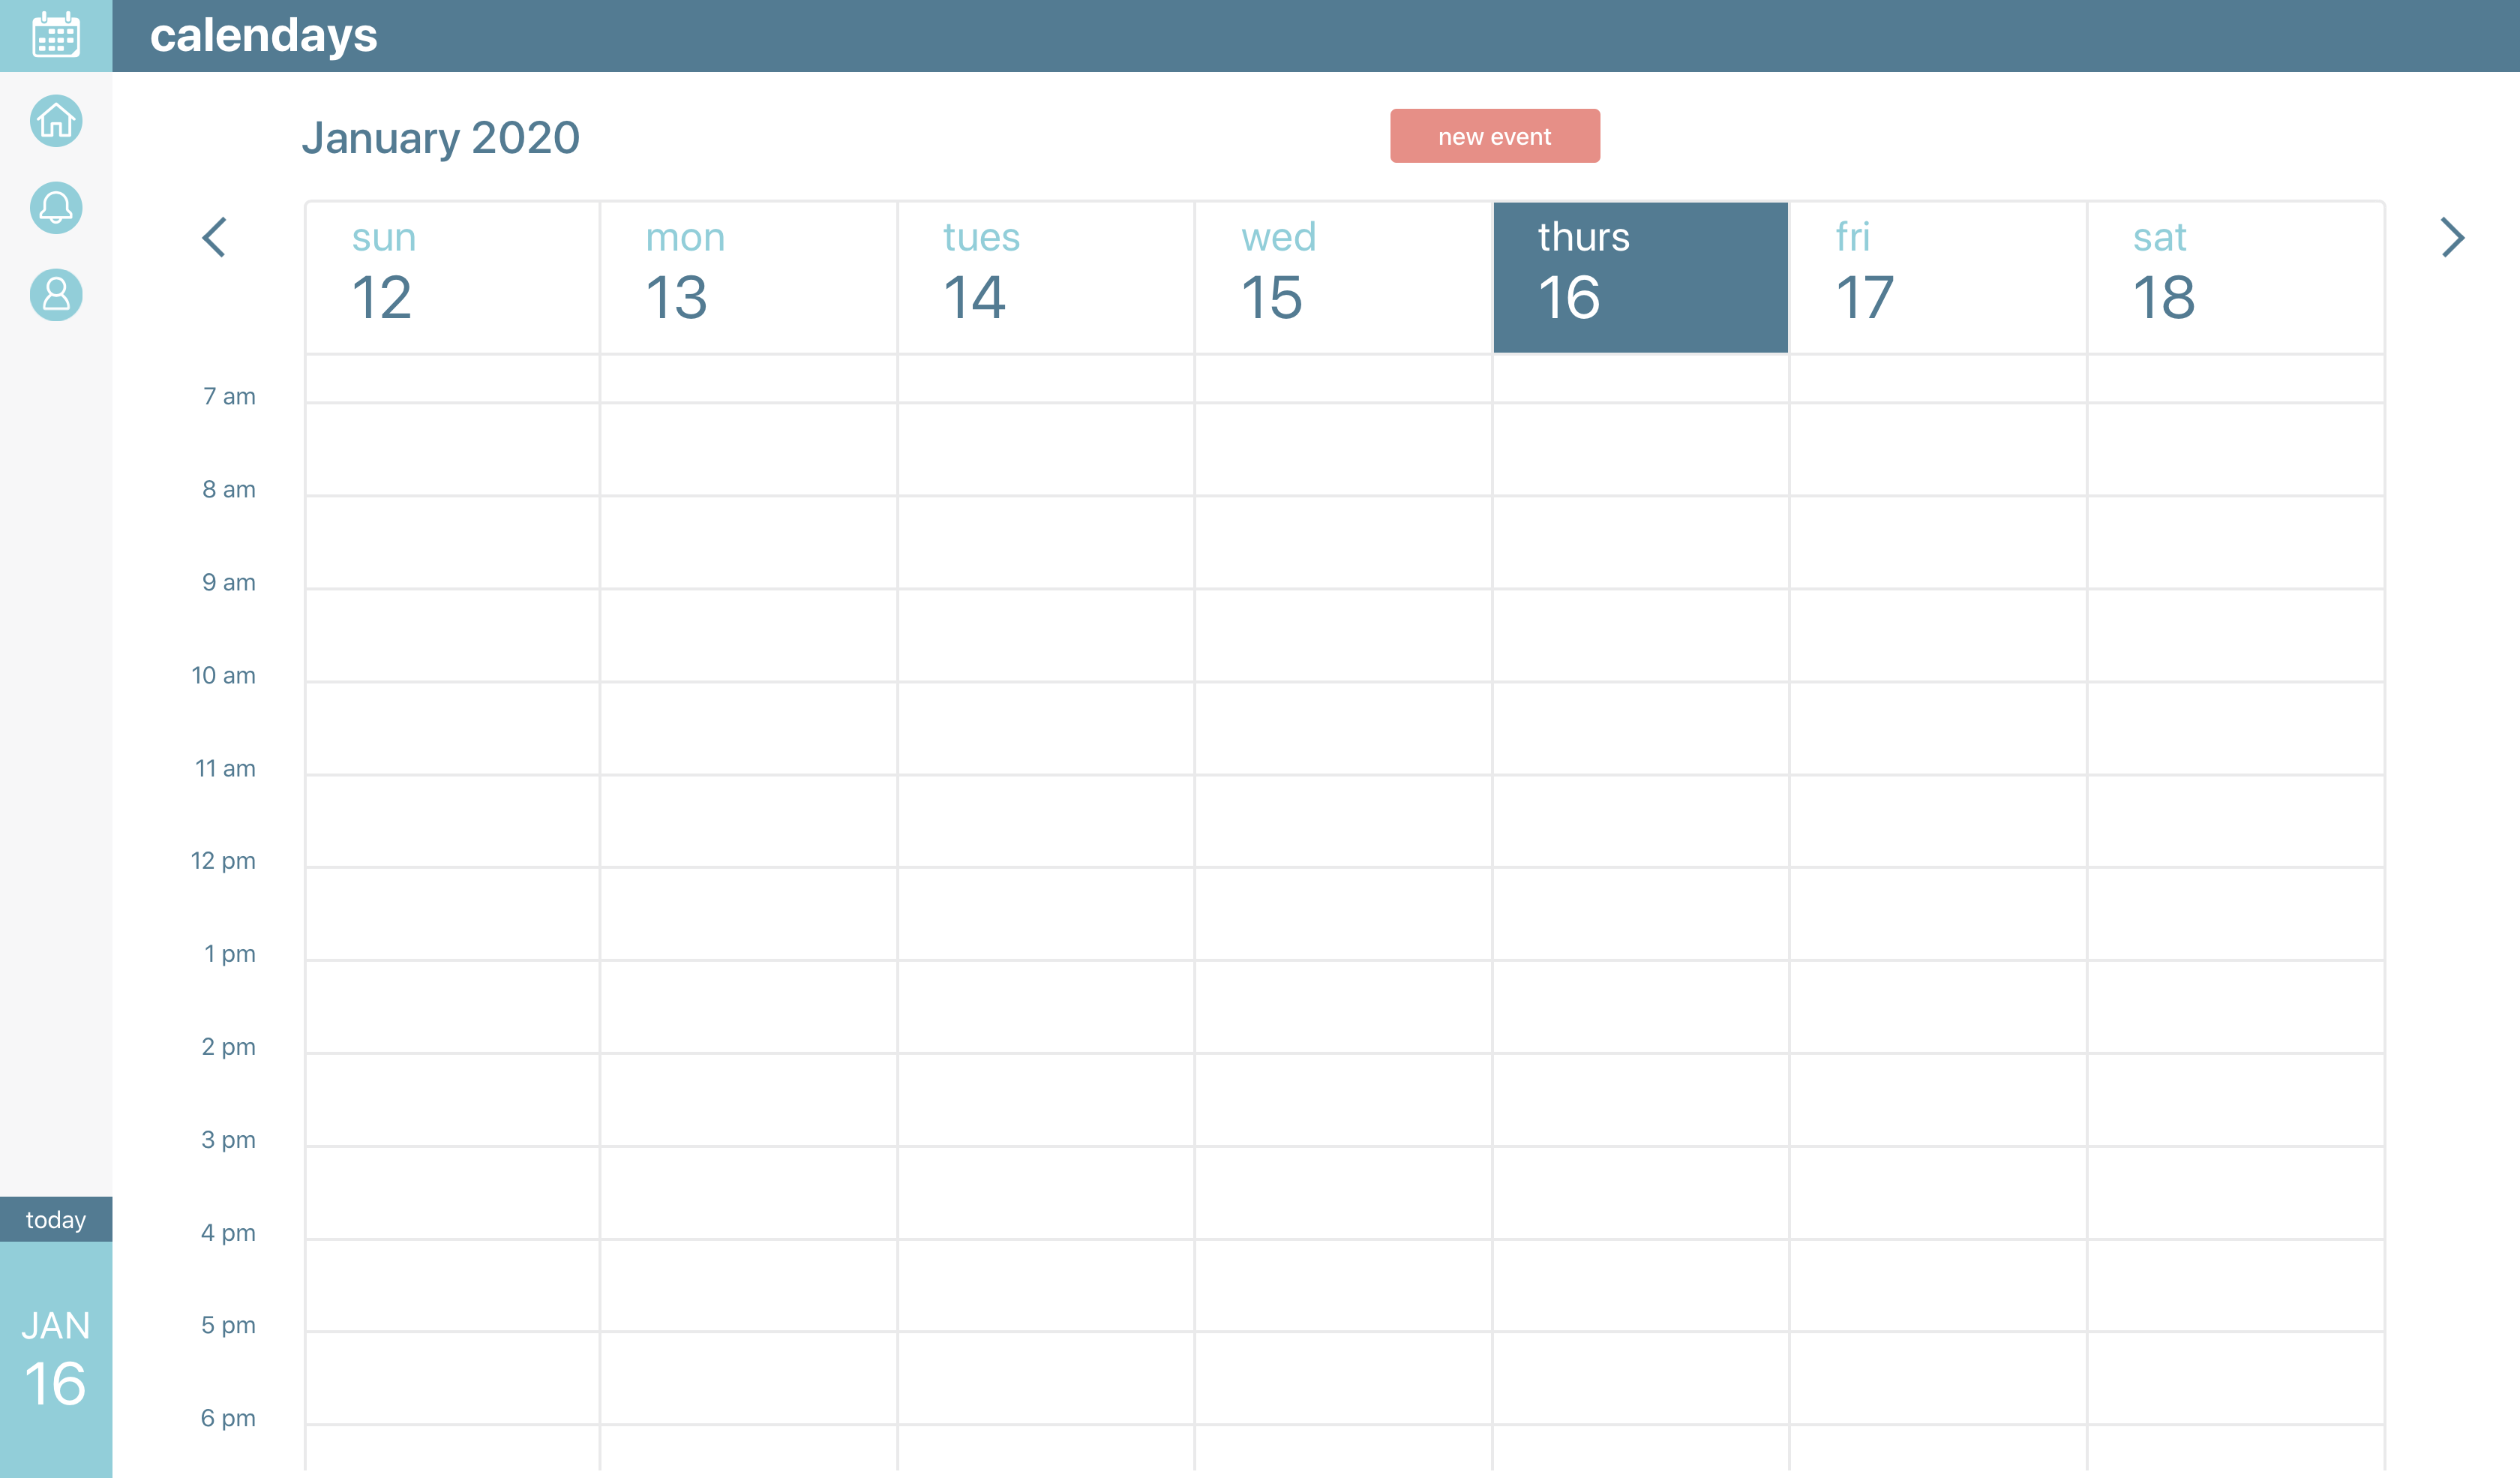 calendays
January 2020
new event
sun mon tues wed thurs fri sat
12 13 14 15 16 17 18
7 am
8 am
9 am
10 am
11 am
12 pm
1 pm
2 pm
3 pm
4 pm
5 pm
6 pm
today
JAN
16